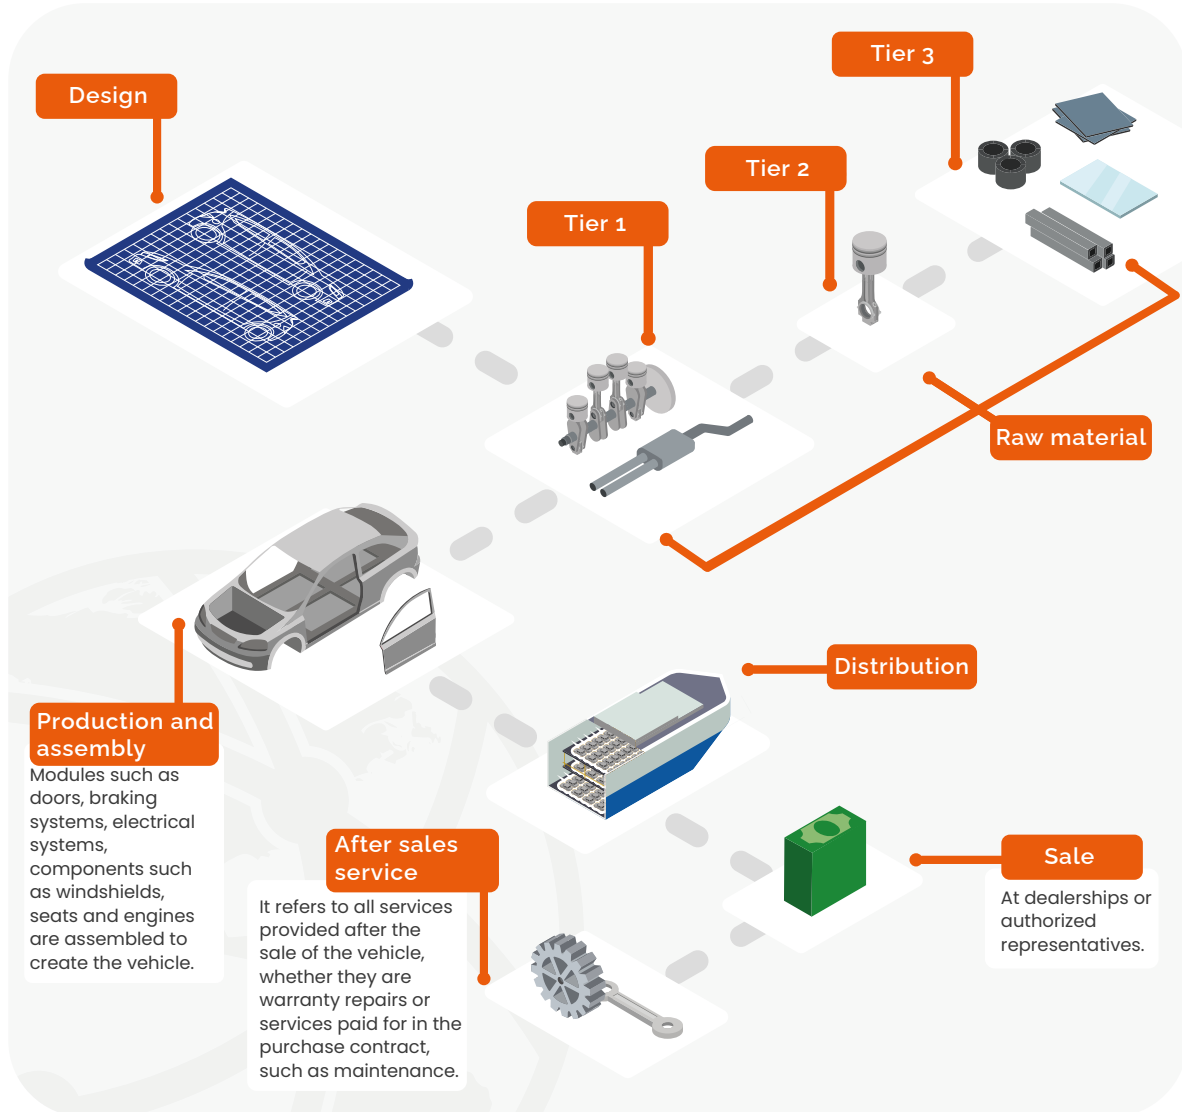 Tier 3
Design
Tier 2
Tier 1
Raw material
Distribution
Production and
assembly
Modules such as
doors, braking
systems, electrical
systems,
components such
as windshields,
seats and engines
are assembled to
create the vehicle.
After sales
service
It refers to all services
provided after the
sale of the vehicle,
whether they are
warranty repairs or
services paid for in the
purchase contract,
such as maintenance.
Sale
At dealerships or
authorized
representatives.